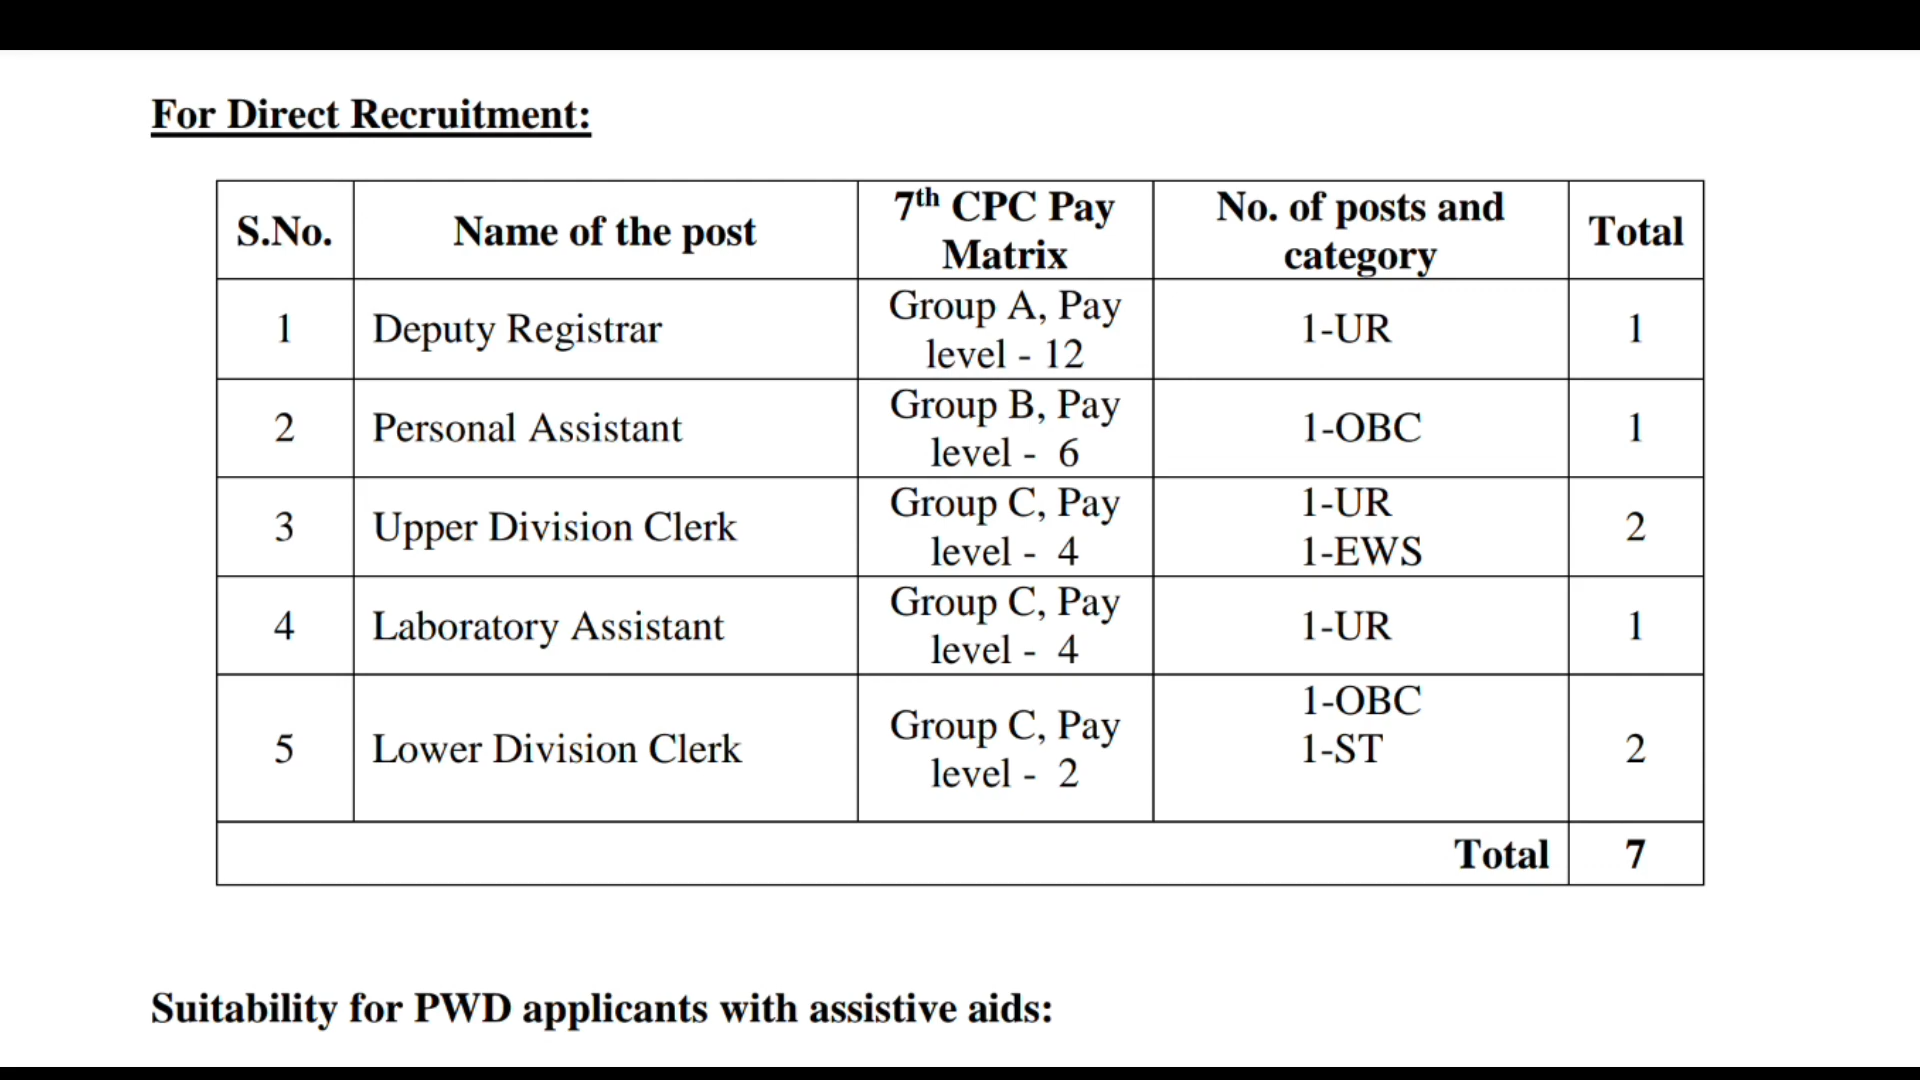 For Direct Recruitment:
S.No.
Name of the post
7th CPC Pay
Matrix
No. of posts and
category
Total
1
Deputy Registrar
Group A, Pay
level - 12
1-UR
1
2
Personal Assistant
Group B, Pay
level - 6
1-OBC
1
3
Upper Division Clerk
Group C, Pay
level - 4
1-UR
1-EWS
2
4
Laboratory Assistant
Group C, Pay
level - 4
1-UR
1
5
Lower Division Clerk
Group C, Pay
level - 2
1-OBC
1-ST
2
Total
7
Suitability for PWD applicants with assistive aids: